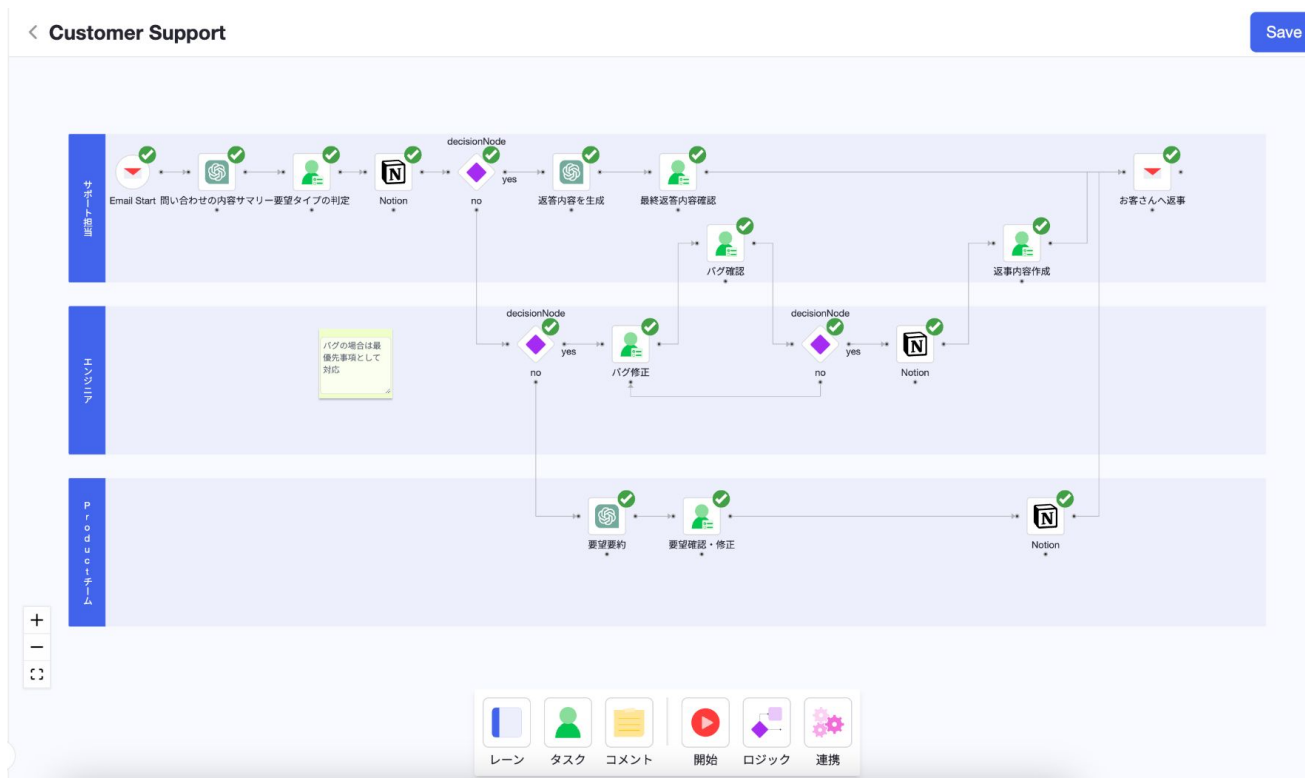 Customer Support
Save
サポート担当
decisionNode
yes
Email Start
問い合わせの内容サマリー
要望タイプの判定
Notion
no
返答内容を生成
最終返答内容確認
お客さんへ返事
バグ確認
返事内容作成
エンジニア
バグの場合は最
優先事項として
対応
decisionNode
yes
no
バグ修正
decisionNode
yes
no
Notion
Productチーム
要望要約
要望確認・修正
Notion
レーン
タスク
コメント
開始
ロジック
連携